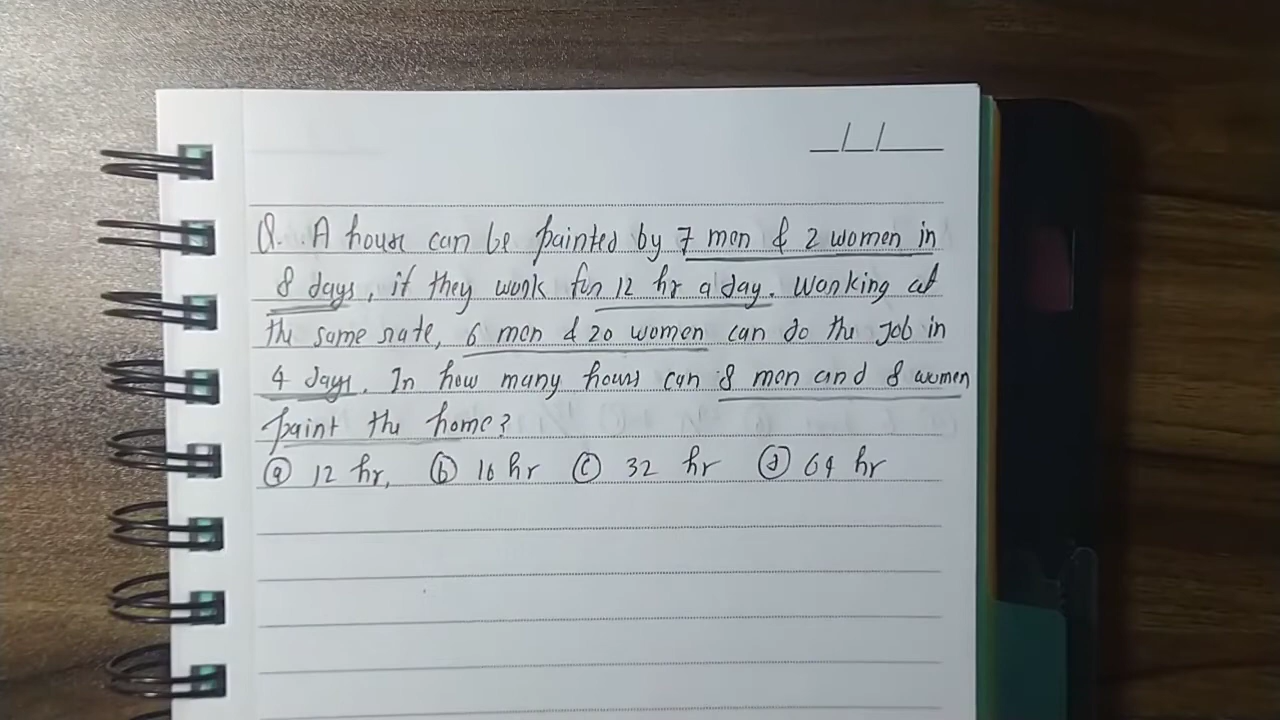 __/__/____
Q. A house can be painted by 7 men & 2 women in
8 days, if they work for 12 hr a day. Working at
the same rate, 6 men & 20 women can do the job in
4 days. In how many hours can 8 men and 8 women
paint the home?
(a) 12 hr, (b) 16 hr (c) 32 hr (d) 64 hr